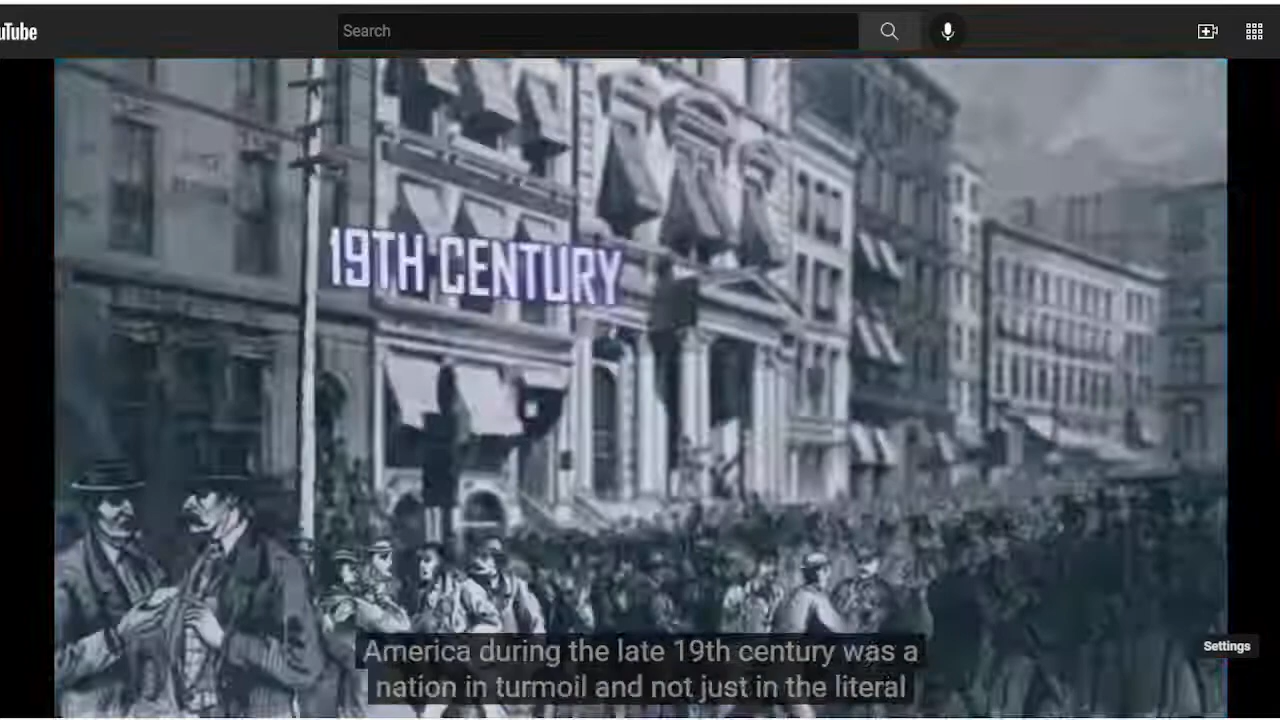 uTube
Search
19TH CENTURY
America during the late 19th century was a
nation in turmoil and not just in the literal
Settings